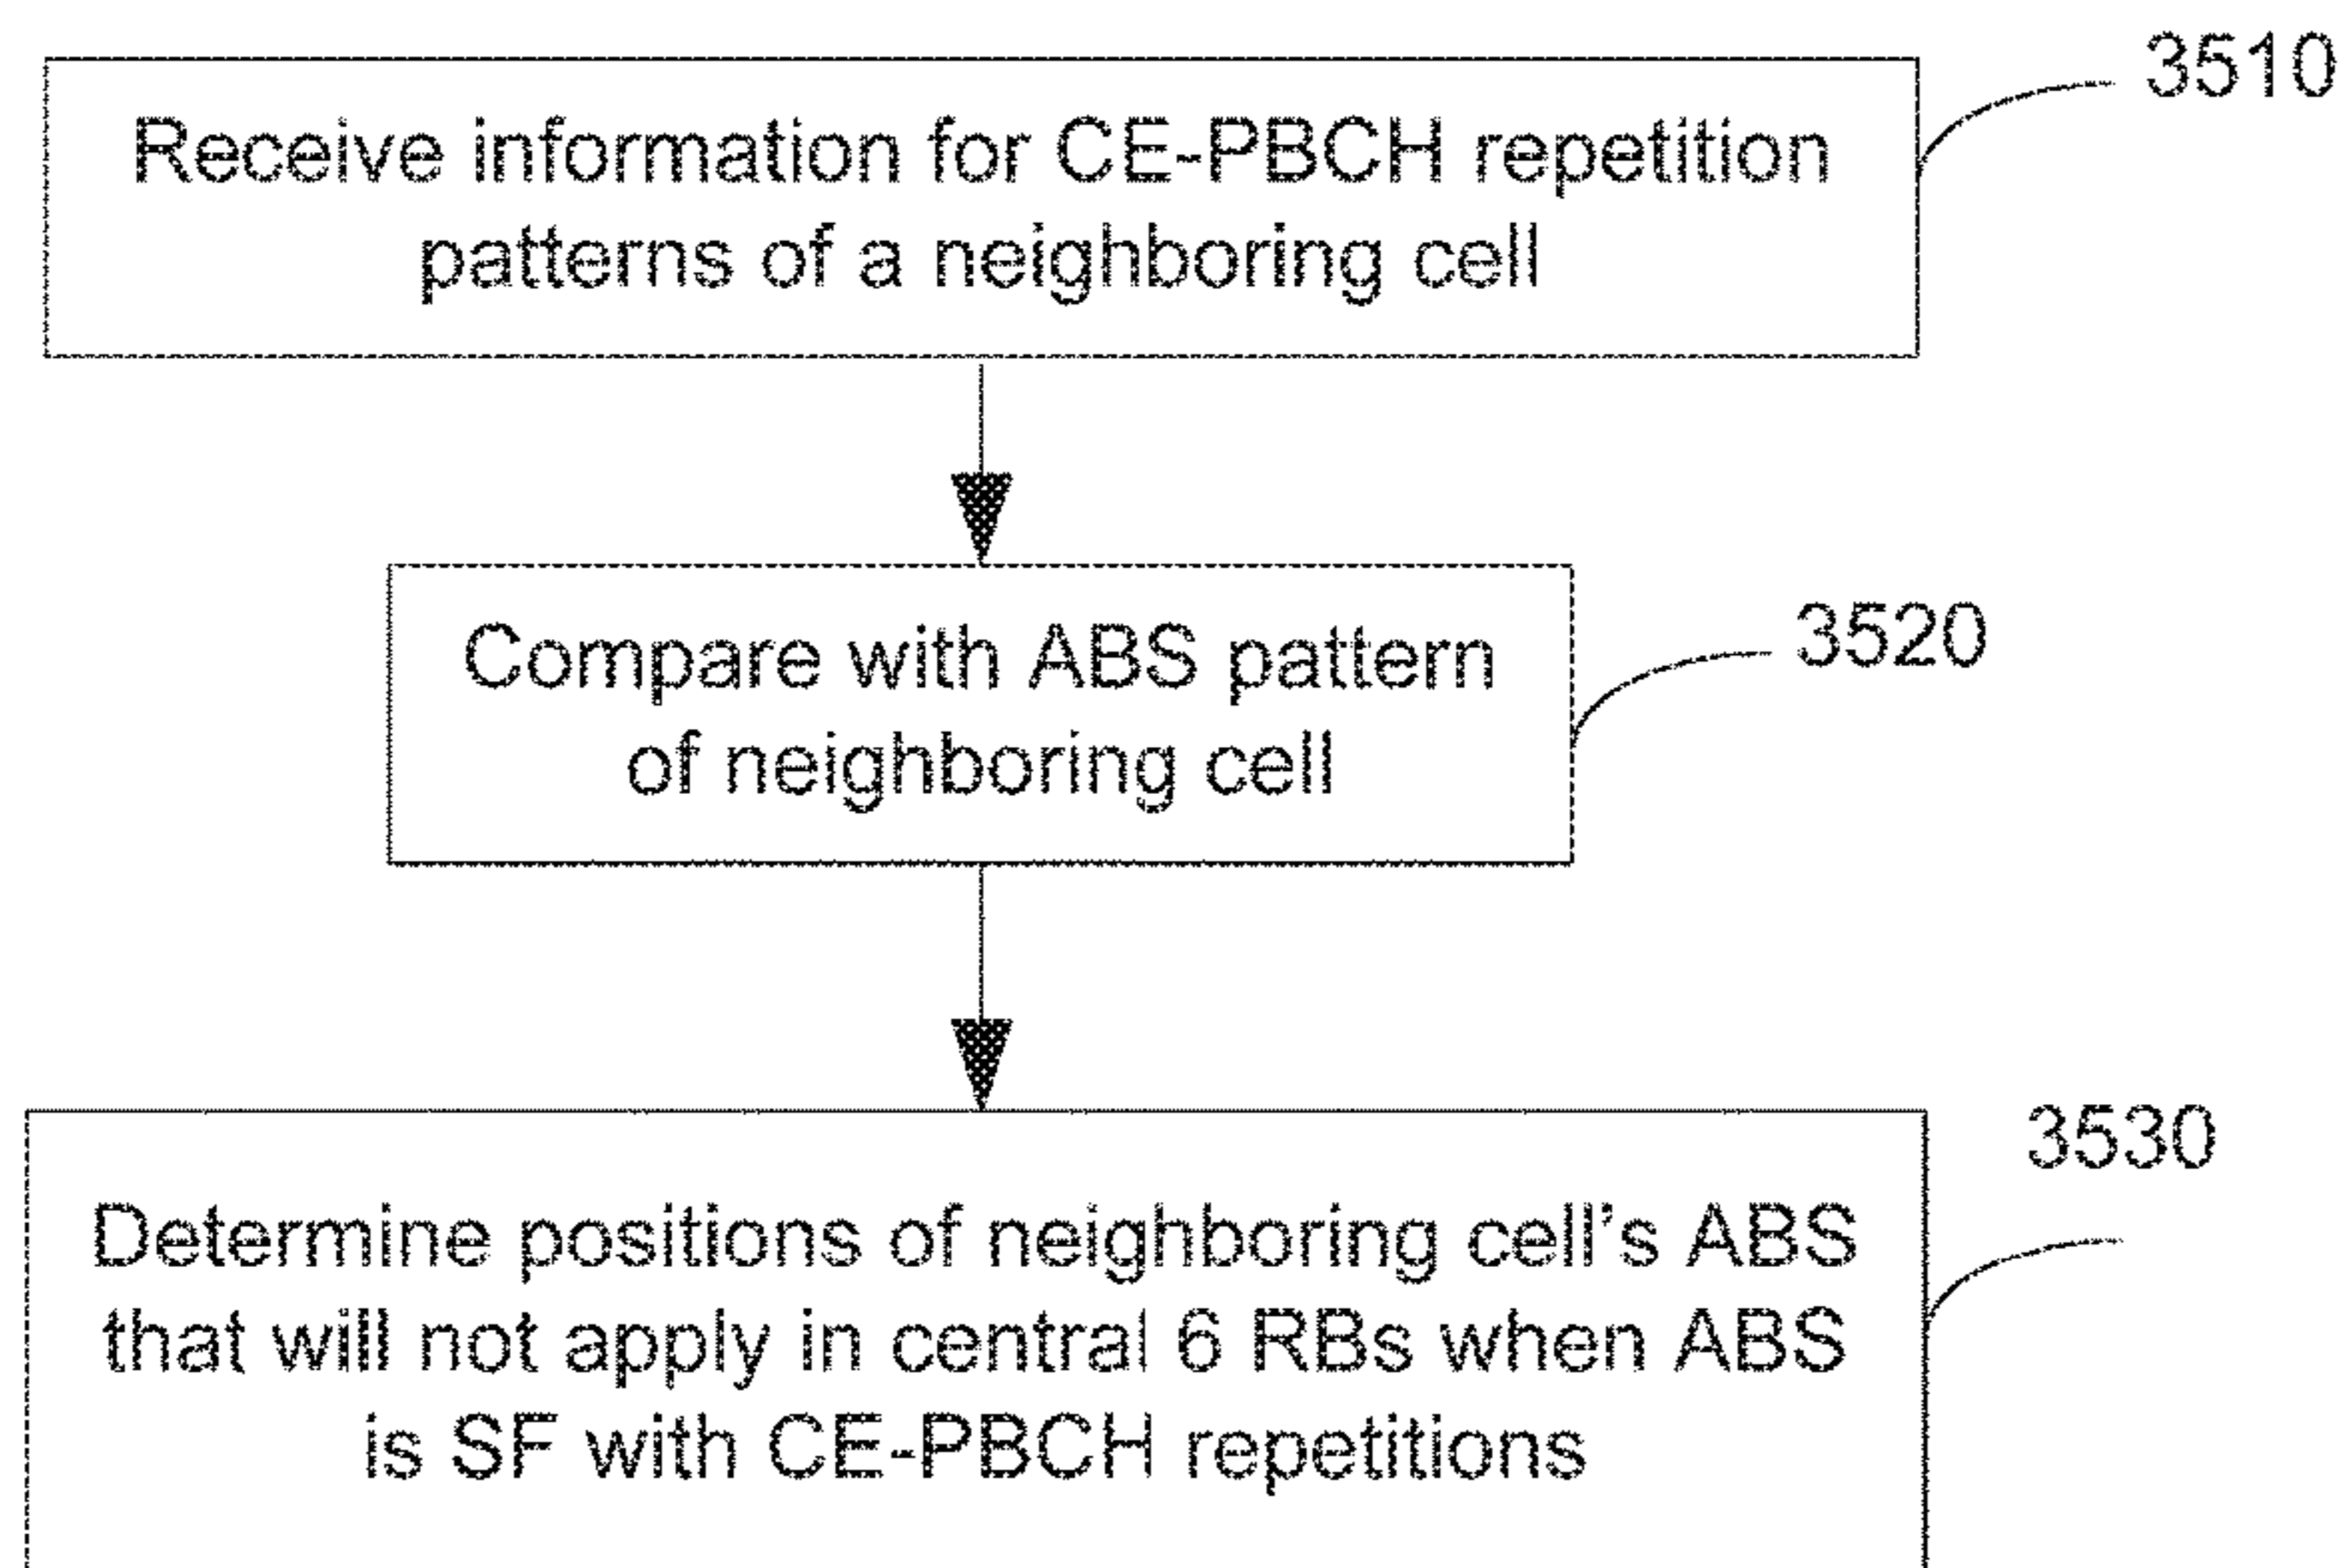 3510
Receive information for CE-PBCH repetition
patterns of a neighboring cell
Compare with ABS pattern
of neighboring cell
3520
3530
Determine positions of neighboring cell's ABS
that will not apply in central 6 RBs when ABS
is SF with CE-PBCH repetitions